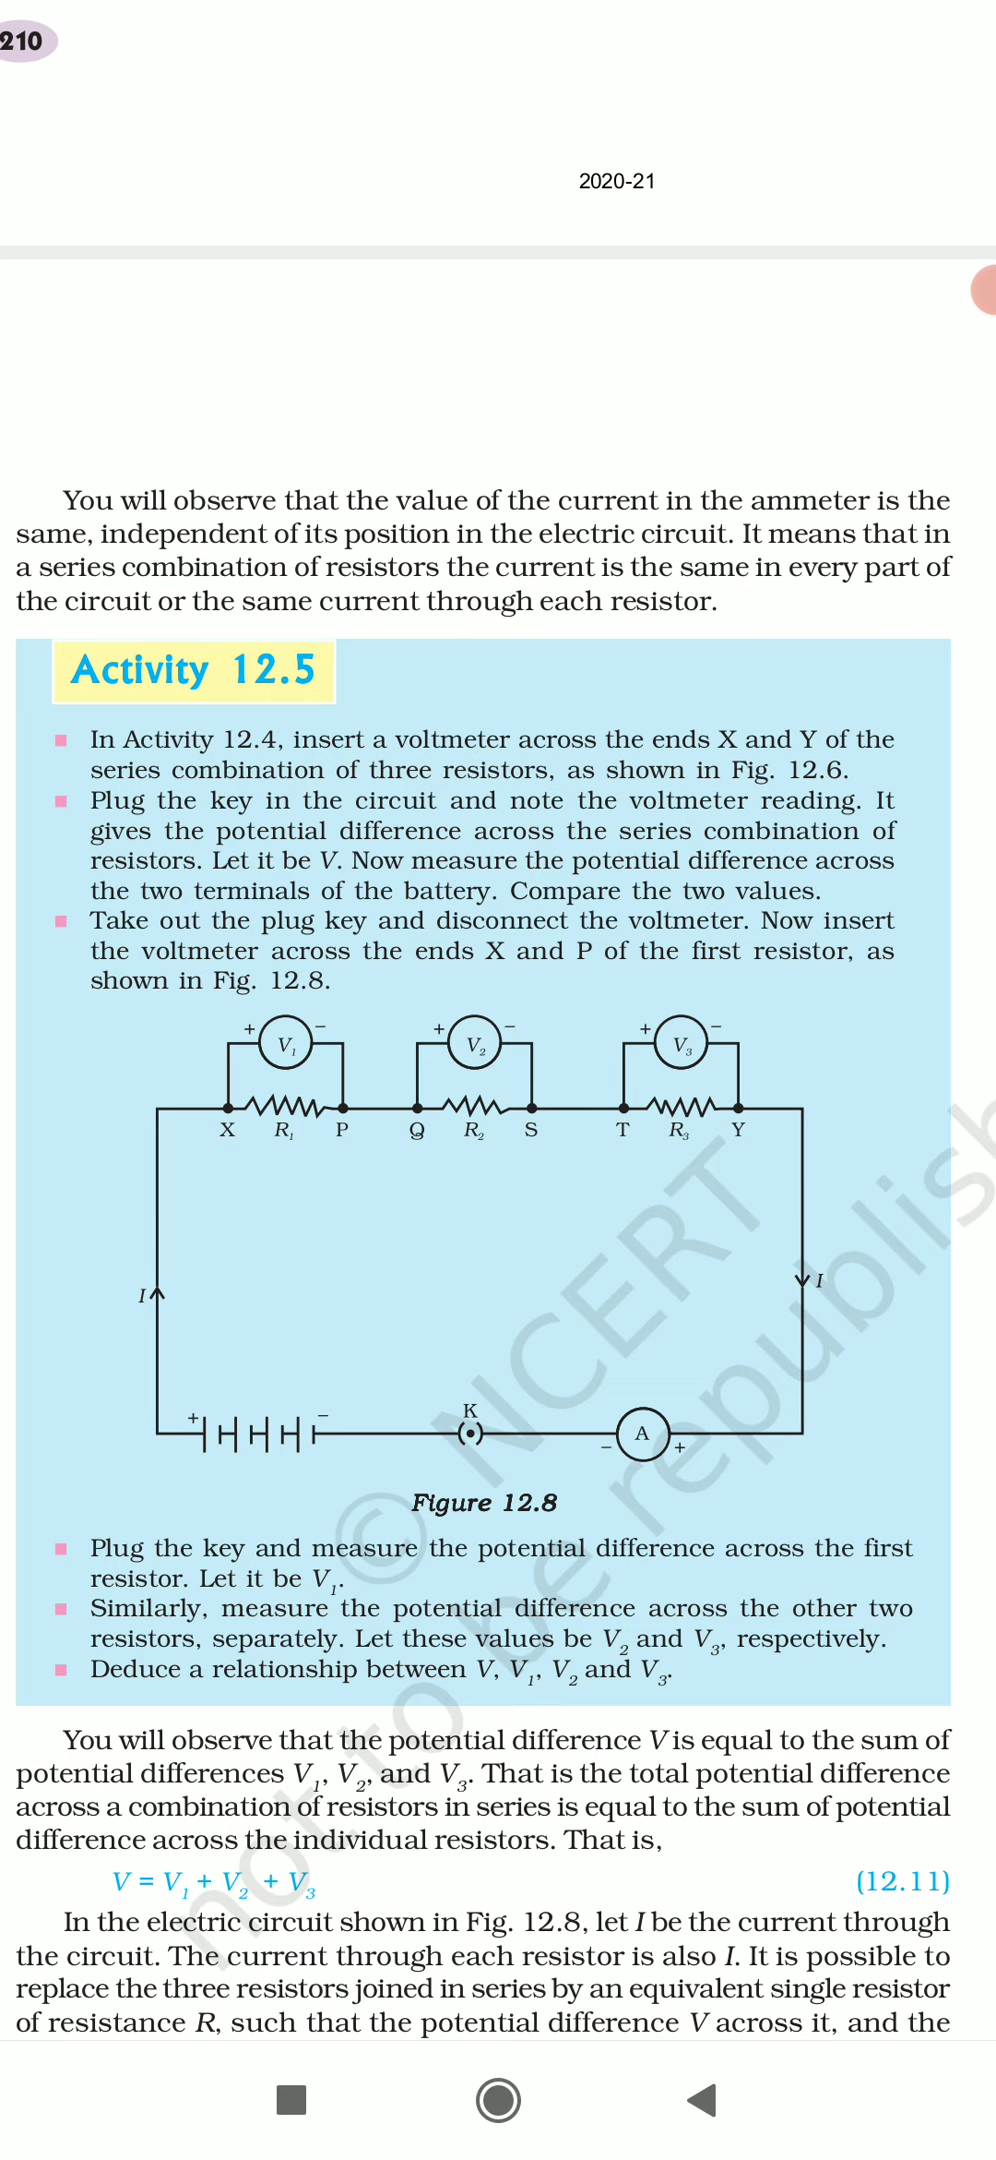 210
2020-21
You will observe that the value of the current in the ammeter is the
same, independent of its position in the electric circuit. It means that in
a series combination of resistors the current is the same in every part of
the circuit or the same current through each resistor.
Activity 12.5
In Activity 12.4, insert a voltmeter across the ends X and Y of the
series combination of three resistors, as shown in Fig. 12.6.
Plug the key in the circuit and note the voltmeter reading. It
gives the potential difference across the series combination of
resistors. Let it be V. Now measure the potential difference across
the two terminals of the battery. Compare the two values.
Take out the plug key and disconnect the voltmeter. Now insert
the voltmeter across the ends X and P of the first resistor, as
shown in Fig. 12.8.
+ V₁ − + V₂ − + V₃ −
X R₁ P Q R₂ S T R₃ Y
I I
+ − K − A +
Figure 12.8
Plug the key and measure the potential difference across the first
resistor. Let it be V₁.
Similarly, measure the potential difference across the other two
resistors, separately. Let these values be V₂ and V₃, respectively.
Deduce a relationship between V, V₁, V₂ and V₃.
You will observe that the potential difference V is equal to the sum of
potential differences V₁, V₂, and V₃. That is the total potential difference
across a combination of resistors in series is equal to the sum of potential
difference across the individual resistors. That is,
V = V₁ + V₂ + V₃ (12.11)
In the electric circuit shown in Fig. 12.8, let I be the current through
the circuit. The current through each resistor is also I. It is possible to
replace the three resistors joined in series by an equivalent single resistor
of resistance R, such that the potential difference V across it, and the
© NCERT
not to be republish